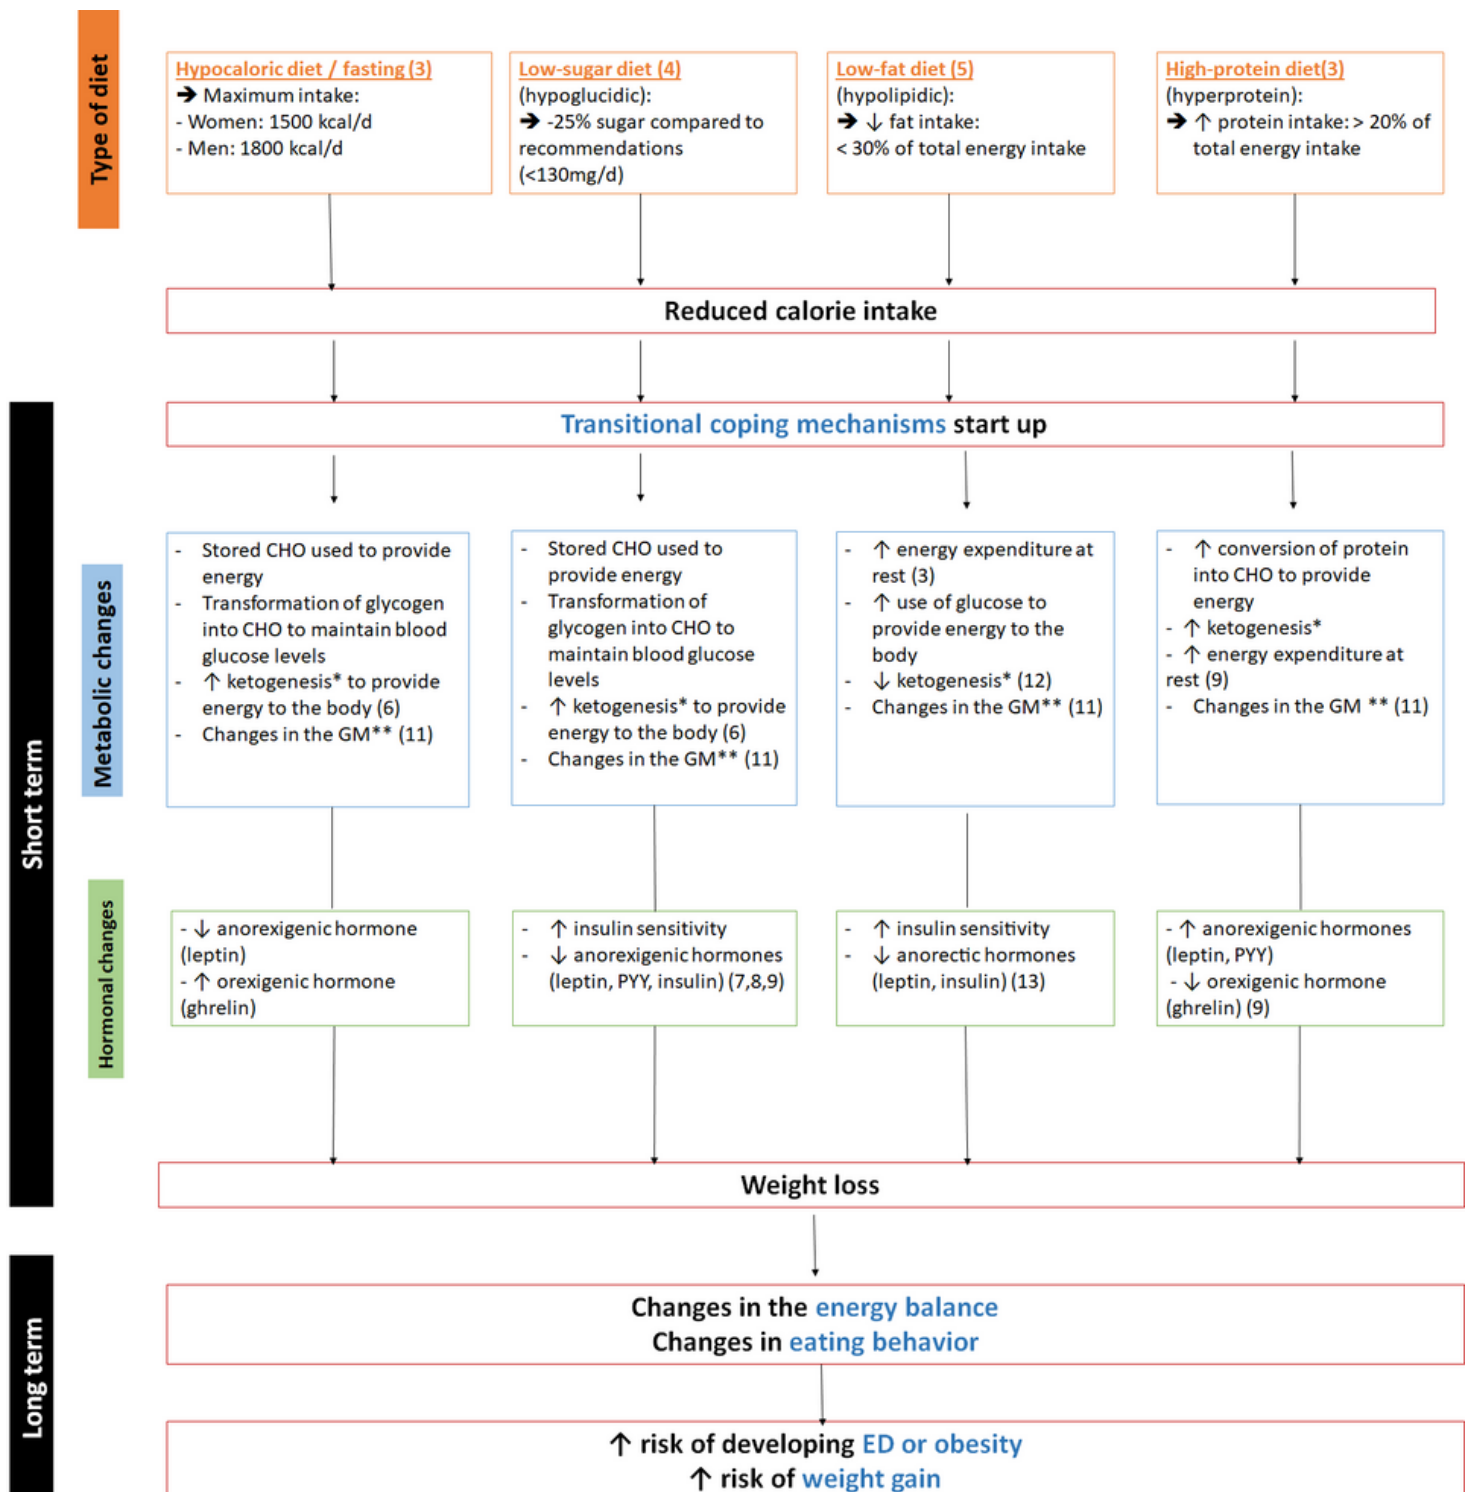 Type of diet
Hypocaloric diet / fasting (3)
➔ Maximum intake:
- Women: 1500 kcal/d
- Men: 1800 kcal/d
Low-sugar diet (4)
(hypoglucidic):
➔ -25% sugar compared to
recommendations
(<130mg/d)
Low-fat diet (5)
(hypolipidic):
➔ ↓ fat intake:
< 30% of total energy intake
High-protein diet(3)
(hyperprotein):
➔ ↑ protein intake: > 20% of
total energy intake
Reduced calorie intake
Short term
Transitional coping mechanisms start up
Metabolic changes
- Stored CHO used to provide
energy
- Transformation of glycogen
into CHO to maintain blood
glucose levels
- ↑ ketogenesis* to provide
energy to the body (6)
- Changes in the GM** (11)
- Stored CHO used to
provide energy
- Transformation of
glycogen into CHO to
maintain blood glucose
levels
- ↑ ketogenesis* to provide
energy to the body (6)
- Changes in the GM** (11)
- ↑ energy expenditure at
rest (3)
- ↑ use of glucose to
provide energy to the
body
- ↓ ketogenesis* (12)
- Changes in the GM** (11)
- ↑ conversion of protein
into CHO to provide
energy
- ↑ ketogenesis*
- ↑ energy expenditure at
rest (9)
- Changes in the GM ** (11)
Hormonal changes
- ↓ anorexigenic hormone
(leptin)
- ↑ orexigenic hormone
(ghrelin)
- ↑ insulin sensitivity
- ↓ anorexigenic hormones
(leptin, PYY, insulin) (7,8,9)
- ↑ insulin sensitivity
- ↓ anorectic hormones
(leptin, insulin) (13)
- ↑ anorexigenic hormones
(leptin, PYY)
- ↓ orexigenic hormone
(ghrelin) (9)
Weight loss
Long term
Changes in the energy balance
Changes in eating behavior
↑ risk of developing ED or obesity
↑ risk of weight gain